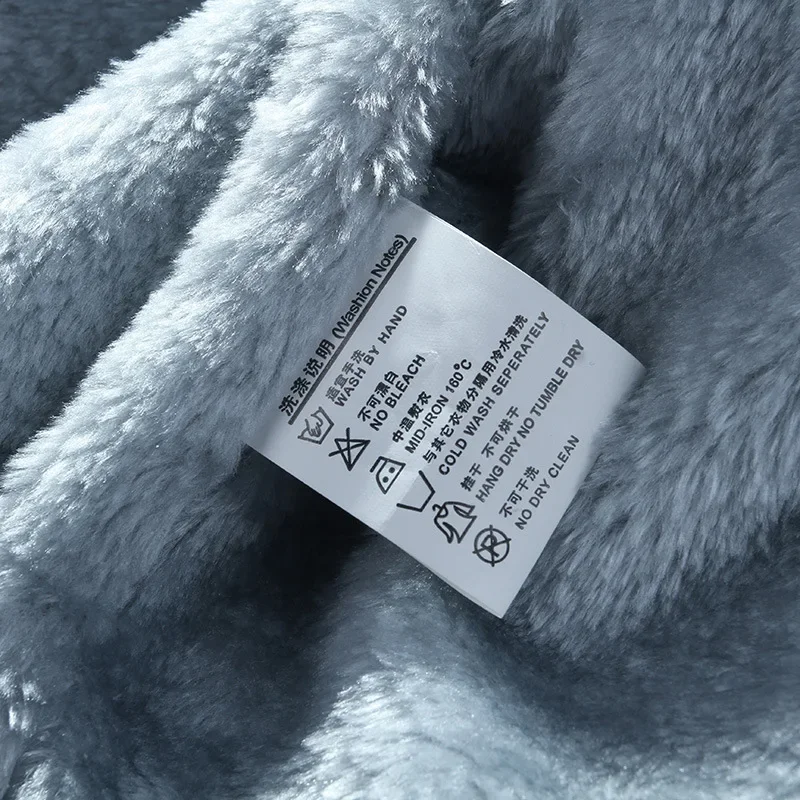 洗涤说明 (Washion Notes)
适宜手洗
WASH BY HAND
不可漂白
NO BLEACH
中温熨衣
MID-IRON 160°C
与其它衣物分隔用冷水清洗
COLD WASH SEPERATELY
挂干 不可烘干
HANG DRY NO TUMBLE DRY
不可干洗
NO DRY CLEAN